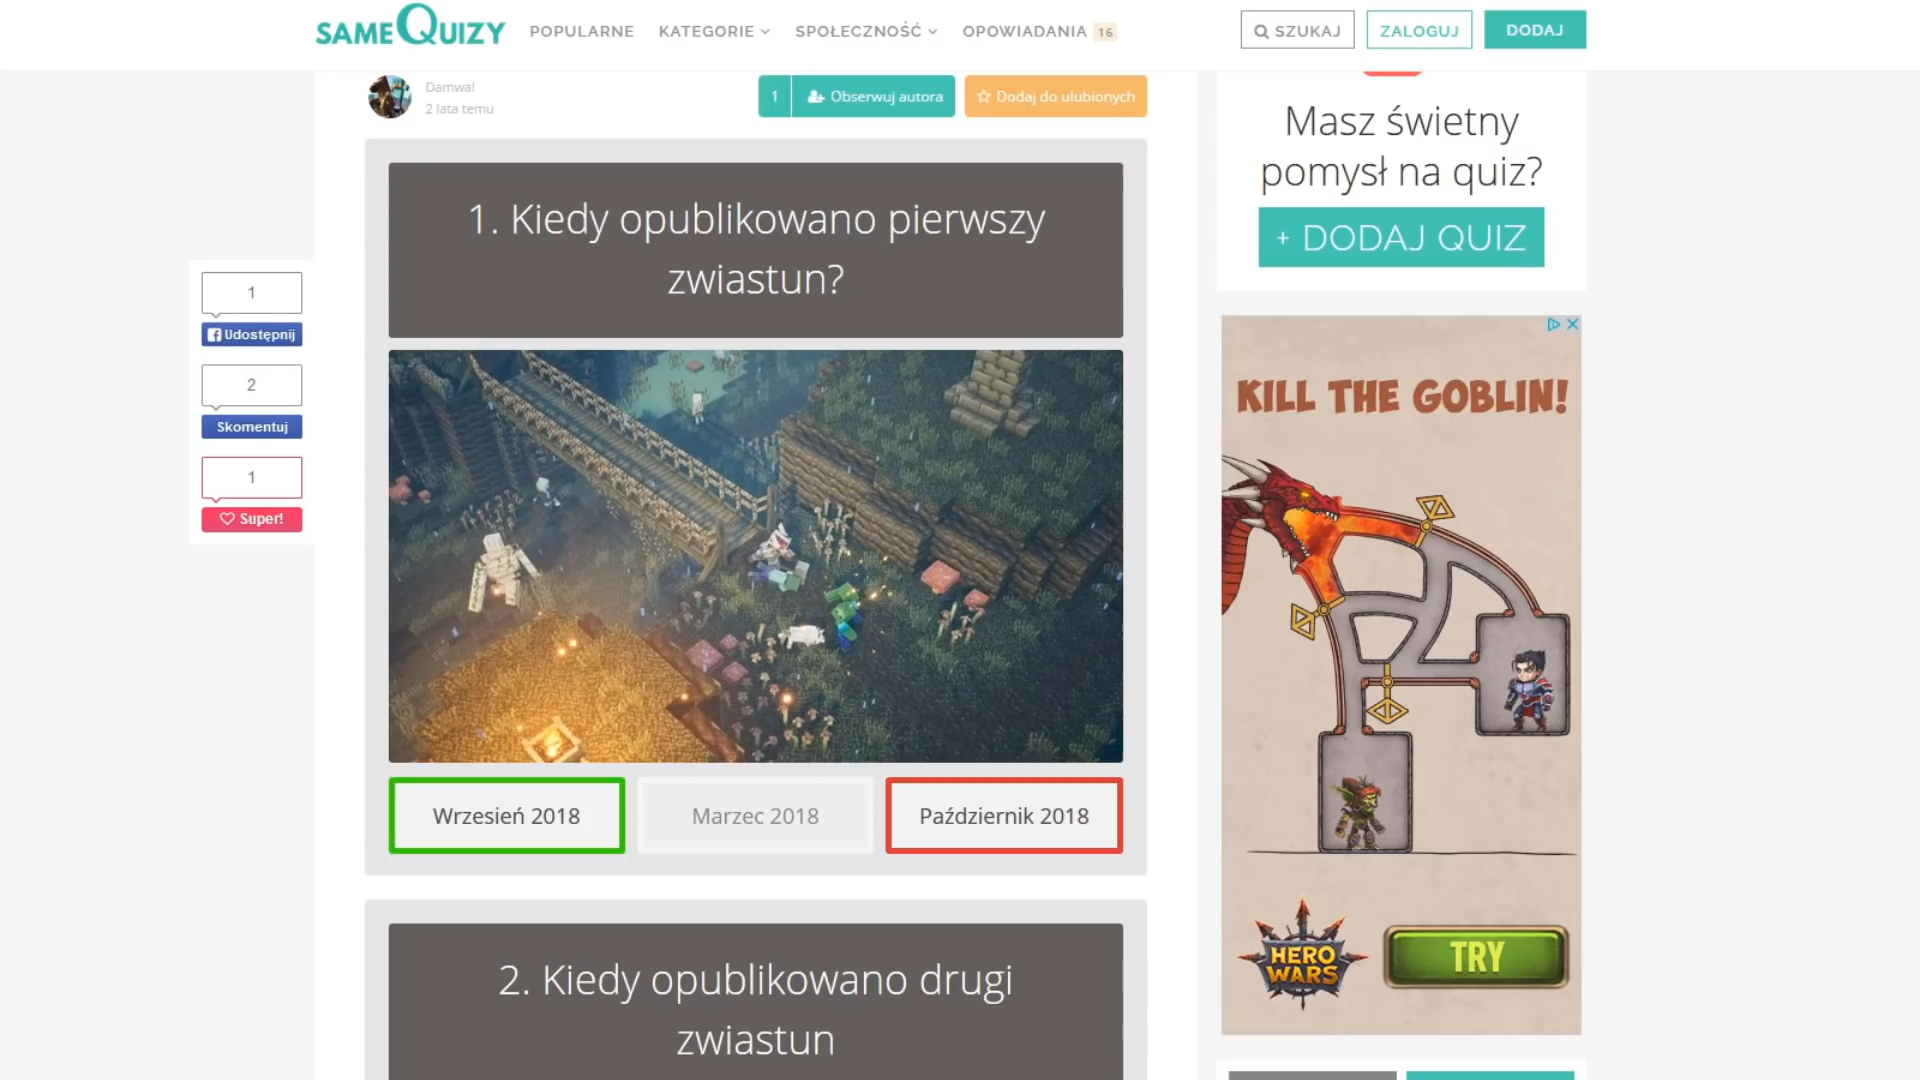 SAMEQUIZY
POPULARNE
KATEGORIE
SPOŁECZNOŚĆ
OPOWIADANIA 16
SZUKAJ
ZALOGUJ
DODAJ
Damwal
2 lata temu
1
Obserwuj autora
Dodaj do ulubionych
1. Kiedy opublikowano pierwszy
zwiastun?
Wrzesień 2018
Marzec 2018
Październik 2018
2. Kiedy opublikowano drugi
zwiastun
1
Udostępnij
2
Skomentuj
1
Super!
Masz świetny
pomysł na quiz?
+ DODAJ QUIZ
KILL THE GOBLIN!
HERO
WARS
TRY